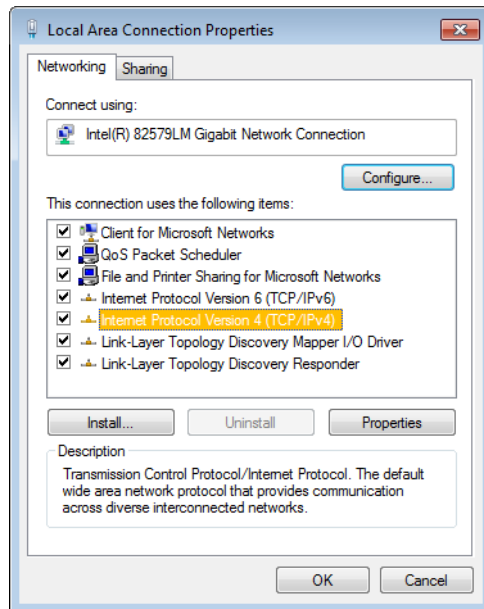 Local Area Connection Properties
Networking
Sharing
Connect using:
Intel(R) 82579LM Gigabit Network Connection
Configure...
This connection uses the following items:
Client for Microsoft Networks
QoS Packet Scheduler
File and Printer Sharing for Microsoft Networks
Internet Protocol Version 6 (TCP/IPv6)
Internet Protocol Version 4 (TCP/IPv4)
Link-Layer Topology Discovery Mapper I/O Driver
Link-Layer Topology Discovery Responder
Install...
Uninstall
Properties
Description
Transmission Control Protocol/Internet Protocol. The default
wide area network protocol that provides communication
across diverse interconnected networks.
OK
Cancel